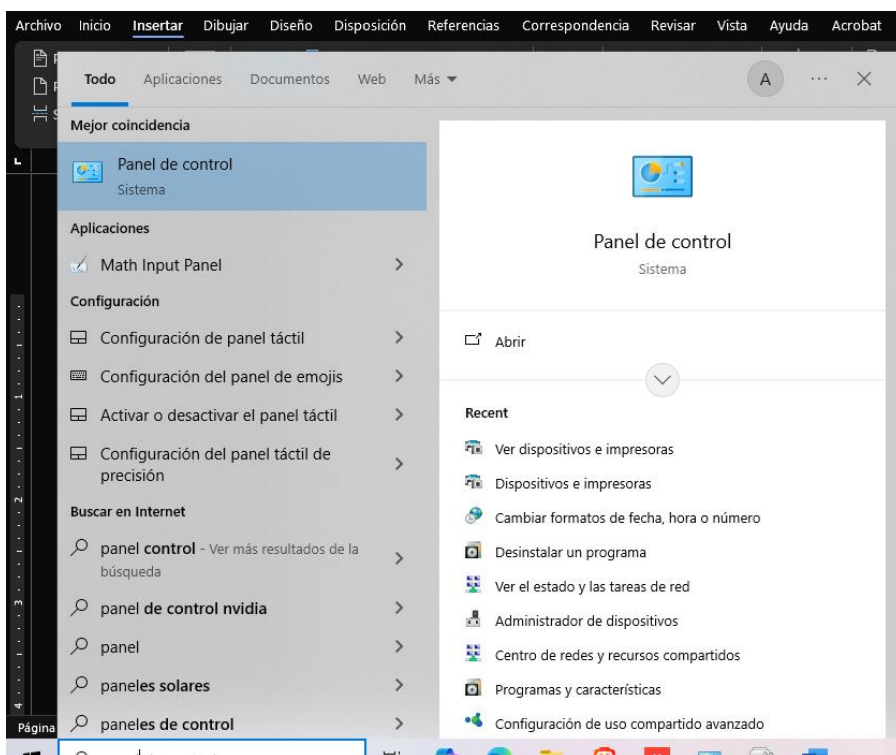 Archivo Inicio Insertar Dibujar Diseño Disposición Referencias Correspondencia Revisar Vista Ayuda Acrobat
Todo Aplicaciones Documentos Web Más
A
Mejor coincidencia
Panel de control
Sistema
Aplicaciones
Math Input Panel
Configuración
Configuración de panel táctil
Configuración del panel de emojis
Activar o desactivar el panel táctil
Configuración del panel táctil de
precisión
Buscar en Internet
panel control - Ver más resultados de la
búsqueda
panel de control nvidia
panel
paneles solares
paneles de control
Panel de control
Sistema
Abrir
Recent
Ver dispositivos e impresoras
Dispositivos e impresoras
Cambiar formatos de fecha, hora o número
Desinstalar un programa
Ver el estado y las tareas de red
Administrador de dispositivos
Centro de redes y recursos compartidos
Programas y características
Configuración de uso compartido avanzado
1
2
3
4
Página